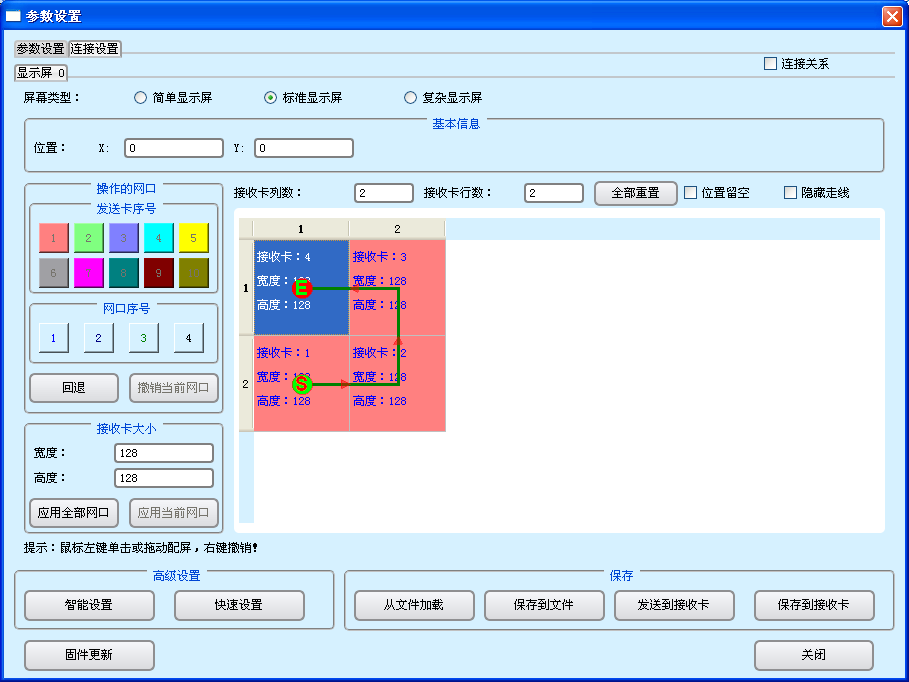 参数设置
参数设置 连接设置
连接关系
显示屏 0
屏幕类型： 简单显示屏 标准显示屏 复杂显示屏
基本信息
位置： X: 0 Y: 0
操作的网口
接收卡列数： 2 接收卡行数： 2 全部重置 位置留空 隐藏走线
发送卡序号
1 2 3 4 5
6 7 8 9 10
网口序号
1 2 3 4
回退 撤销当前网口
接收卡大小
宽度： 128
高度： 128
应用全部网口 应用当前网口
1 2
1
接收卡：4 接收卡：3
宽度：128 宽度：128
E
高度：128 高度：128
2
接收卡：1 接收卡：2
宽度：128 宽度：128
S
高度：128 高度：128
提示：鼠标左键单击或拖动配屏，右键撤销！
高级设置
智能设置 快速设置
保存
从文件加载 保存到文件 发送到接收卡 保存到接收卡
固件更新 关闭